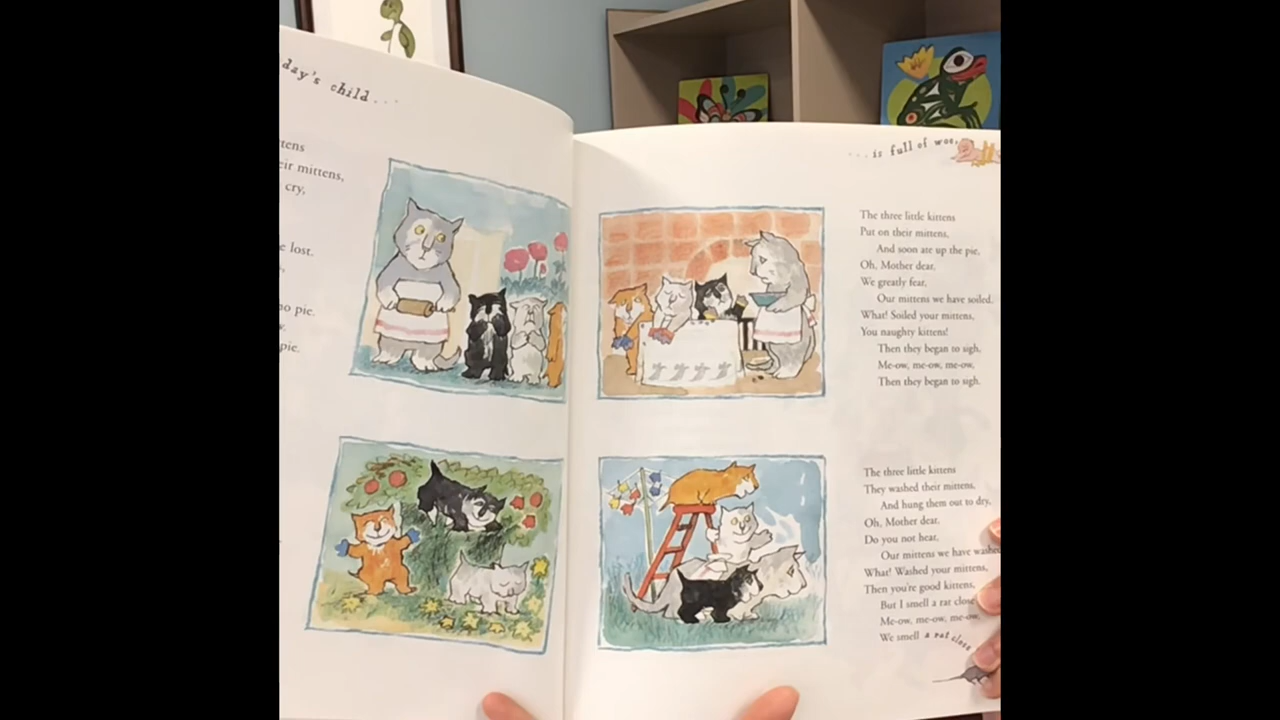 day's child...
tens
eir mittens,
cry,
e lost.
no pie.
pie.
...is full of woe.
The three little kittens
Put on their mittens,
And soon ate up the pie.
Oh, Mother dear,
We greatly fear,
Our mittens we have soiled.
What! Soiled your mittens,
You naughty kittens!
Then they began to sigh,
Me-ow, me-ow, me-ow,
Then they began to sigh.
The three little kittens
They washed their mittens,
And hung them out to dry,
Oh, Mother dear,
Do you not hear,
Our mittens we have washed
What! Washed your mittens,
Then you're good kittens,
But I smell a rat close
Me-ow, me-ow, me-ow,
We smell a rat close